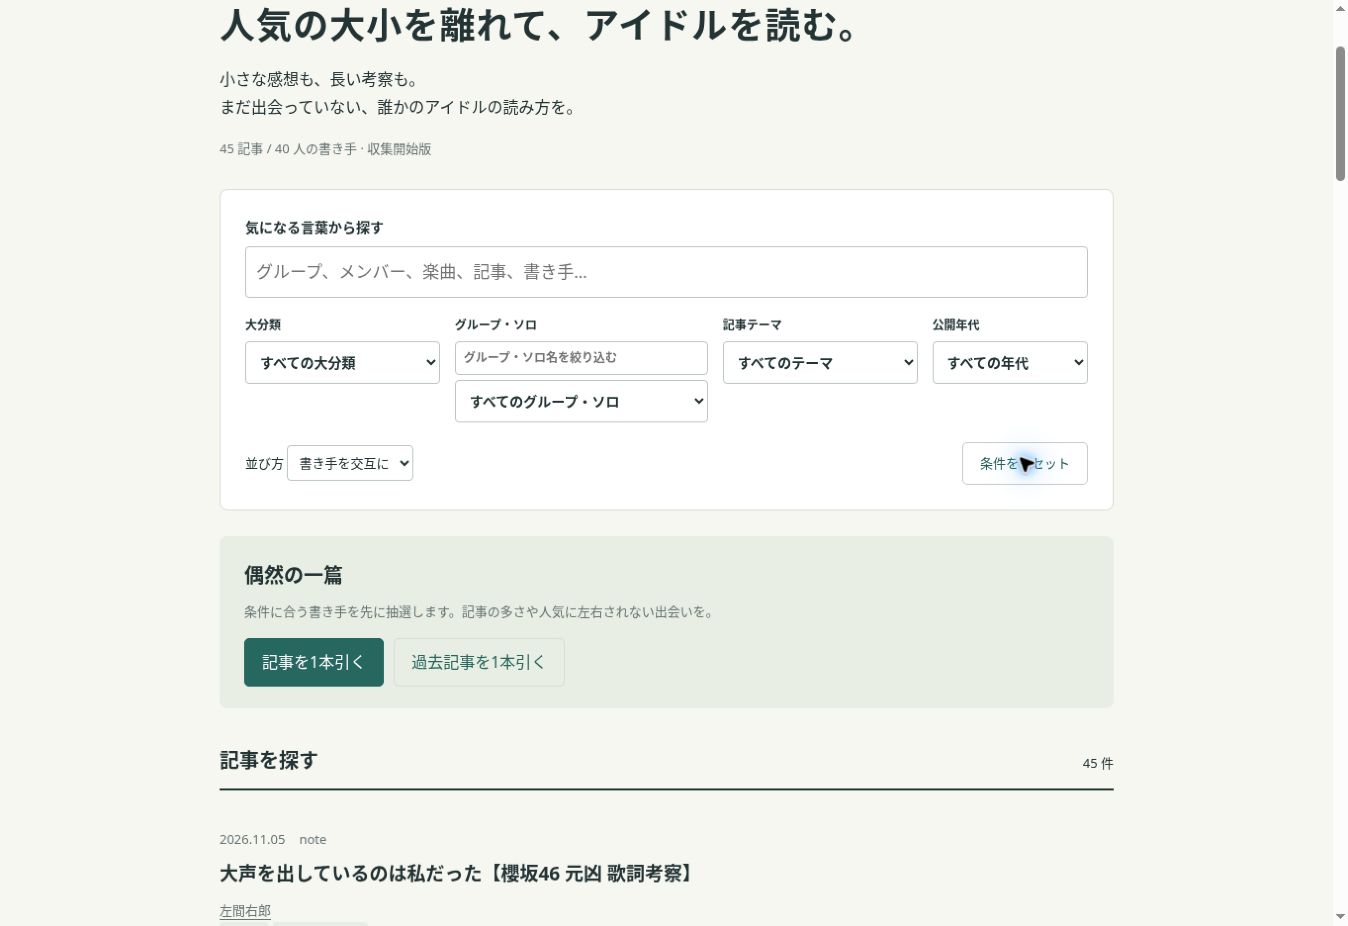 人気の大小を離れて、アイドルを読む。
小さな感想も、長い考察も。
まだ出会っていない、誰かのアイドルの読み方を。
45 記事 / 40 人の書き手 · 収集開始版
気になる言葉から探す
グループ、メンバー、楽曲、記事、書き手…
大分類
グループ・ソロ
記事テーマ
公開年代
すべての大分類
グループ・ソロ名を絞り込む
すべてのテーマ
すべての年代
すべてのグループ・ソロ
並び方
書き手を交互に
条件をセット
偶然の一篇
条件に合う書き手を先に抽選します。記事の多さや人気に左右されない出会いを。
記事を1本引く
過去記事を1本引く
記事を探す
45 件
2026.11.05 note
大声を出しているのは私だった【櫻坂46 元凶 歌詞考察】
左間右郎